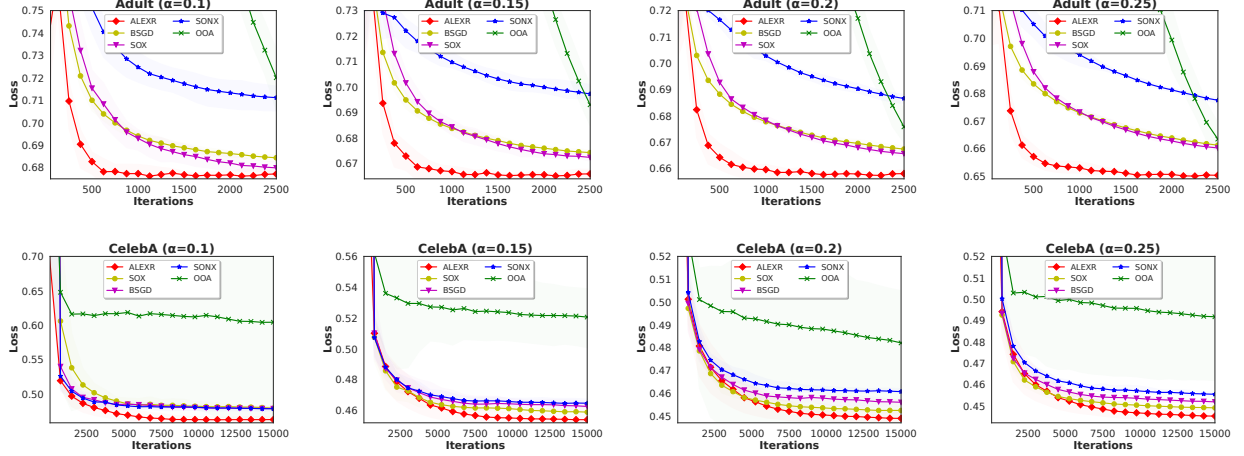 Adult (α=0.1)
0.75
0.74
0.73
0.72
0.71
0.70
0.69
0.68
Loss
500 1000 1500 2000 2500
Iterations
ALEXR SONX
BSGD OOA
SOX
Adult (α=0.15)
0.73
0.72
0.71
0.70
0.69
0.68
0.67
Loss
500 1000 1500 2000 2500
Iterations
ALEXR SONX
BSGD OOA
SOX
Adult (α=0.2)
0.72
0.71
0.70
0.69
0.68
0.67
0.66
Loss
500 1000 1500 2000 2500
Iterations
ALEXR SONX
BSGD OOA
SOX
Adult (α=0.25)
0.71
0.70
0.69
0.68
0.67
0.66
0.65
Loss
500 1000 1500 2000 2500
Iterations
ALEXR SONX
BSGD OOA
SOX
CelebA (α=0.1)
0.70
0.65
0.60
0.55
0.50
Loss
2500 5000 7500 10000 12500 15000
Iterations
ALEXR SONX
SOX OOA
BSGD
CelebA (α=0.15)
0.56
0.54
0.52
0.50
0.48
0.46
Loss
2500 5000 7500 10000 12500 15000
Iterations
ALEXR SONX
SOX OOA
BSGD
CelebA (α=0.2)
0.52
0.51
0.50
0.49
0.48
0.47
0.46
0.45
Loss
2500 5000 7500 10000 12500 15000
Iterations
ALEXR SONX
SOX OOA
BSGD
CelebA (α=0.25)
0.52
0.51
0.50
0.49
0.48
0.47
0.46
0.45
Loss
2500 5000 7500 10000 12500 15000
Iterations
ALEXR SONX
SOX OOA
BSGD